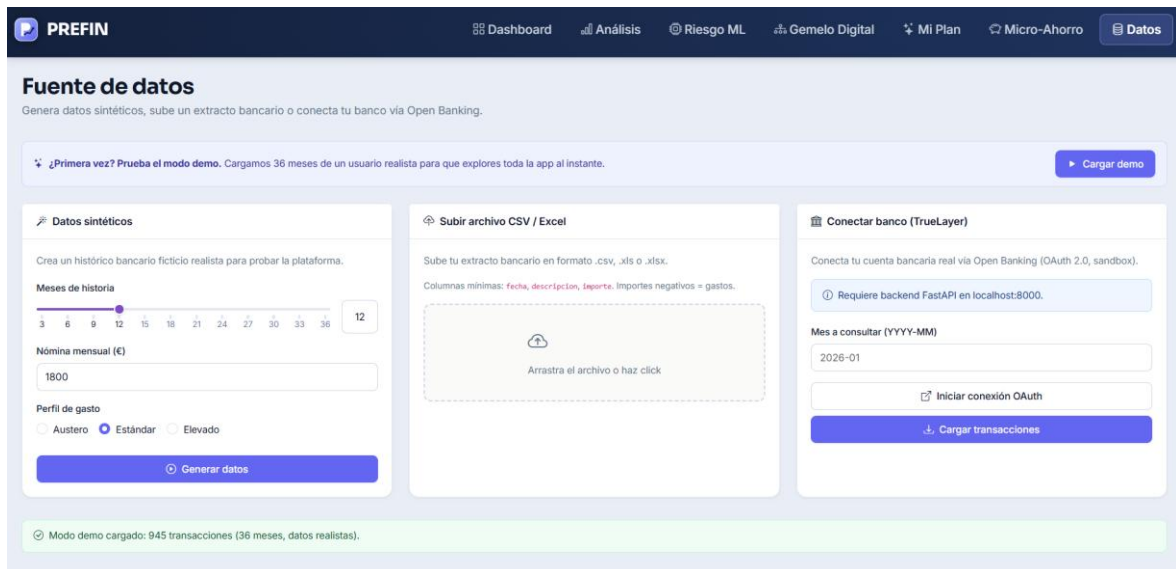 PREFIN
Dashboard
Análisis
Riesgo ML
Gemelo Digital
Mi Plan
Micro-Ahorro
Datos
Fuente de datos
Genera datos sintéticos, sube un extracto bancario o conecta tu banco vía Open Banking.
¿Primera vez? Prueba el modo demo. Cargamos 36 meses de un usuario realista para que explores toda la app al instante.
Cargar demo
Datos sintéticos
Crea un histórico bancario ficticio realista para probar la plataforma.
Meses de historia
3 6 9 12 15 18 21 24 27 30 33 36
12
Nómina mensual (€)
1800
Perfil de gasto
Austero Estándar Elevado
Generar datos
Subir archivo CSV / Excel
Sube tu extracto bancario en formato .csv, .xls o .xlsx.
Columnas mínimas: fecha, descripcion, importe. Importes negativos = gastos.
Arrastra el archivo o haz click
Conectar banco (TrueLayer)
Conecta tu cuenta bancaria real vía Open Banking (OAuth 2.0, sandbox).
Requiere backend FastAPI en localhost:8000.
Mes a consultar (YYYY-MM)
2026-01
Iniciar conexión OAuth
Cargar transacciones
Modo demo cargado: 945 transacciones (36 meses, datos realistas).